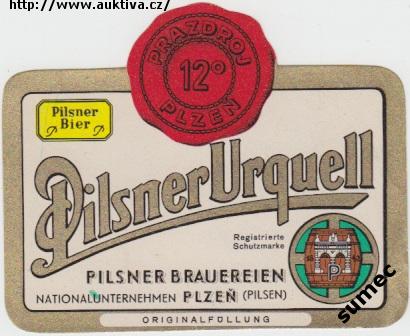 http://www.auktiva.cz/
PRAZDROJ
12°
PLZEŇ
Pilsner
Bier
Pilsner Urquell
Registrierte
Schutzmarke
P
PILSNER BRAUEREIEN
NATIONALUNTERNEHMEN PLZEŇ (PILSEN)
ORIGINALFÜLLUNG
sumec